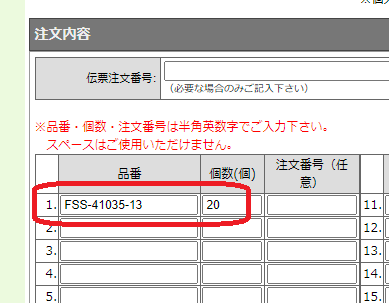 注文内容
伝票注文番号:
(必要な場合のみご記入下さい)
※品番・個数・注文番号は半角英数字でご入力下さい。
スペースはご使用いただけません。
品番 個数(個) 注文番号（任意）
1. FSS-41035-13 20 11.
2. 12.
3. 13.
4. 14.
5. 15.